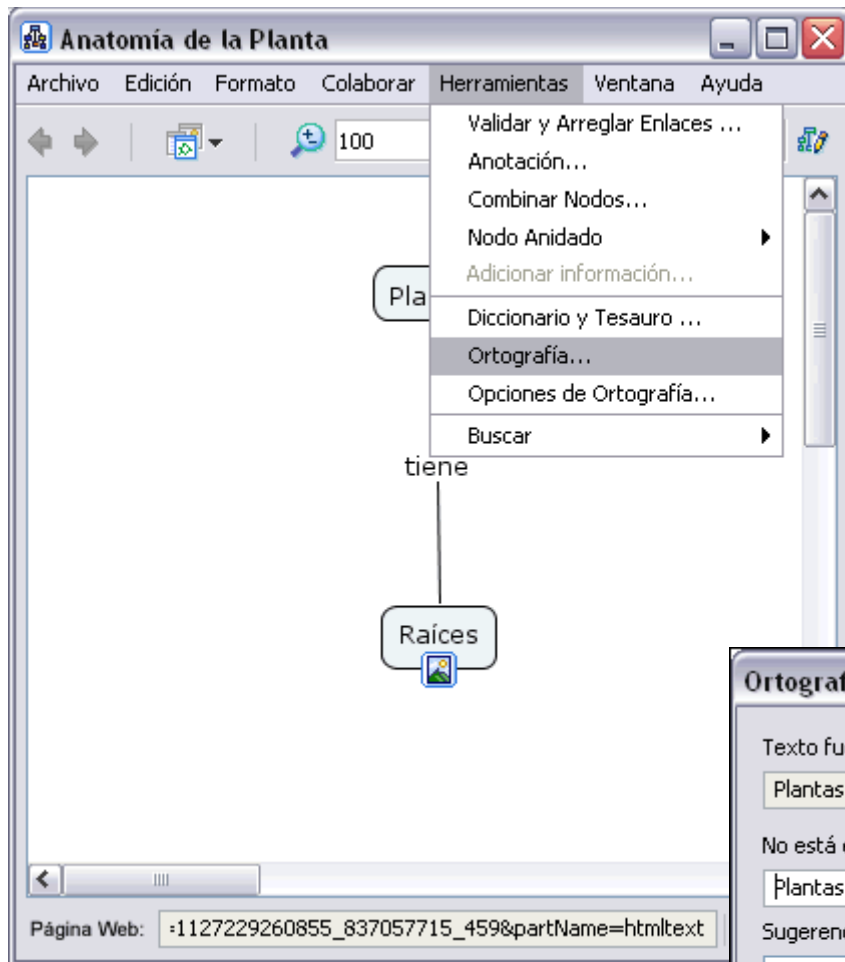 Anatomía de la Planta
Archivo Edición Formato Colaborar Herramientas Ventana Ayuda
100
Validar y Arreglar Enlaces ...
Anotación...
Combinar Nodos...
Nodo Anidado
Adicionar información...
Diccionario y Tesauro ...
Ortografía...
Opciones de Ortografía...
Buscar
Pla
tiene
Raíces
Página Web: :1127229260855_837057715_459&partName=htmltext
Ortograf
Texto fu
Plantas
No está
Plantas
Sugeren